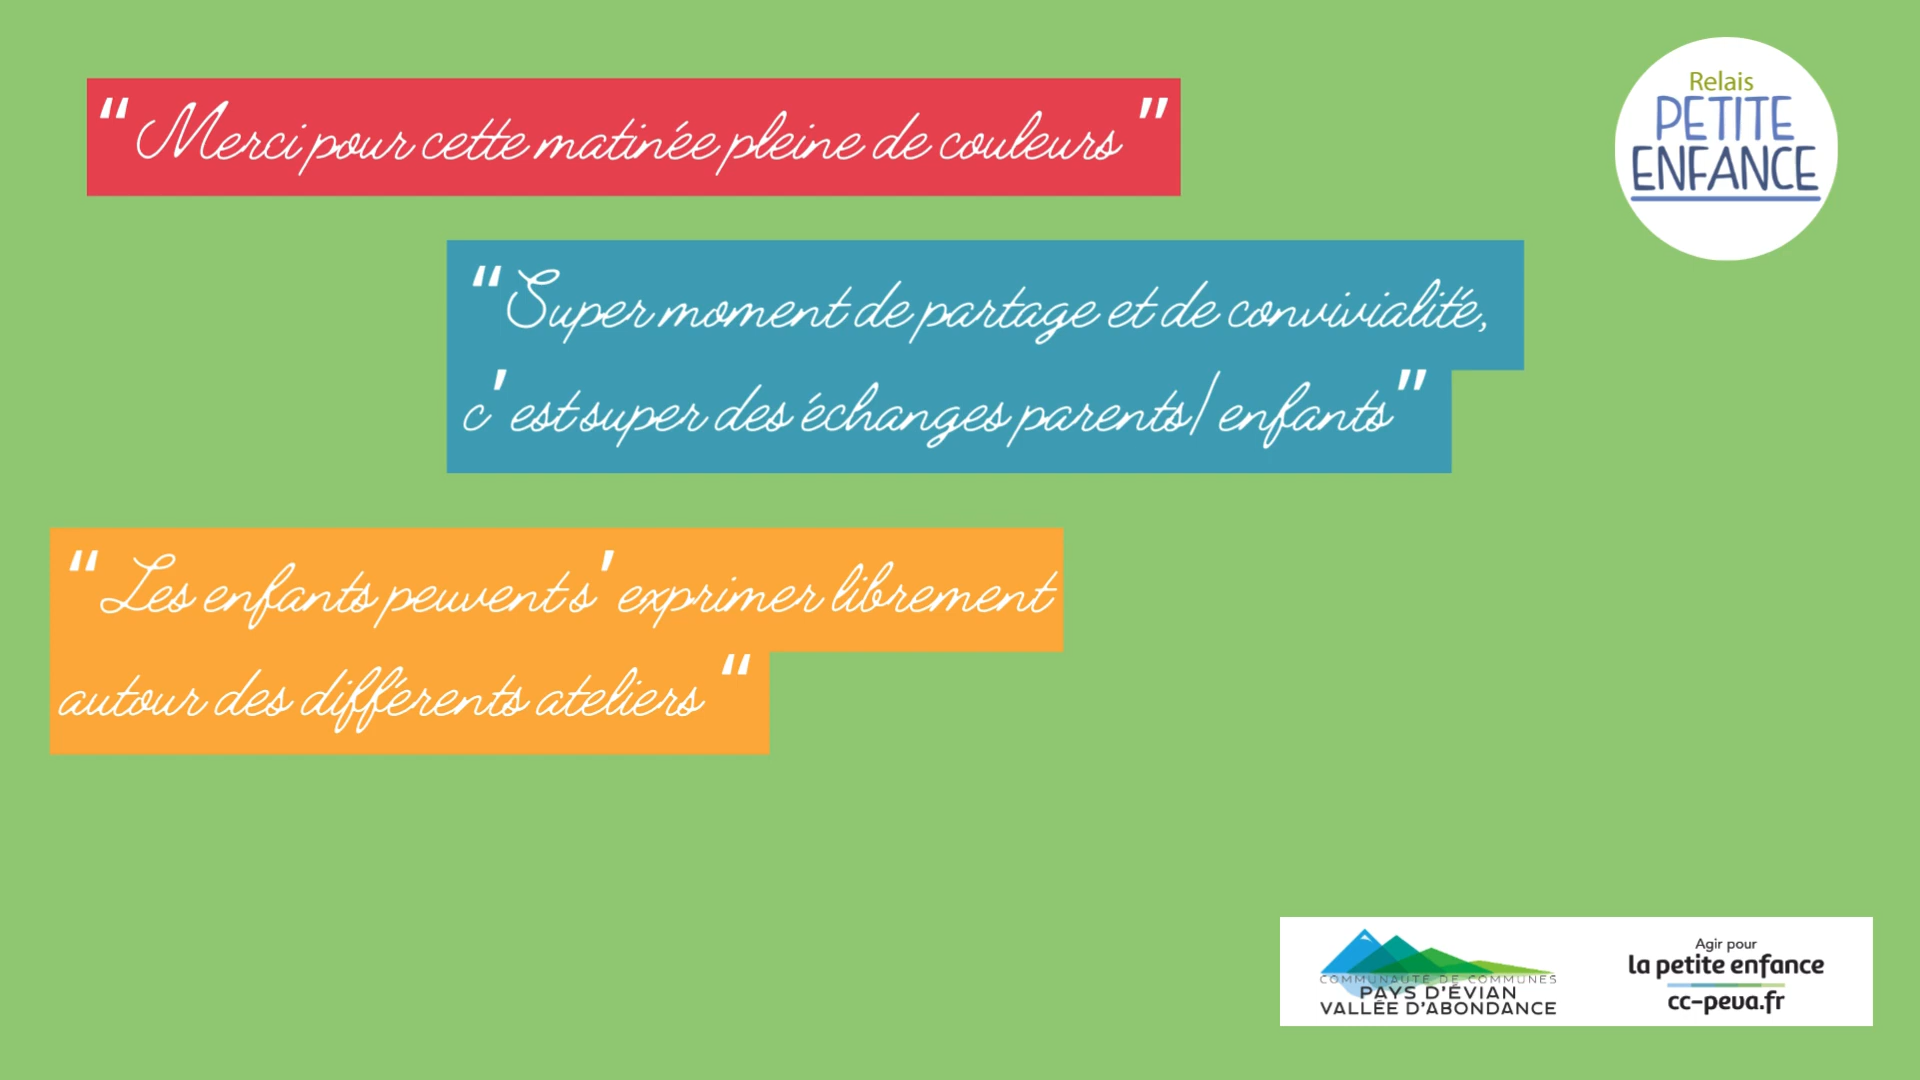 “Merci pour cette matinée pleine de couleurs”
Relais
PETITE
ENFANCE
“Super moment de partage et de convivialité,
c'est super des échanges parents/enfants”
“Les enfants peuvent s'exprimer librement
autour des différents ateliers“
COMMUNAUTÉ DE COMMUNES
PAYS D'ÉVIAN
VALLÉE D'ABONDANCE
Agir pour
la petite enfance
cc-peva.fr